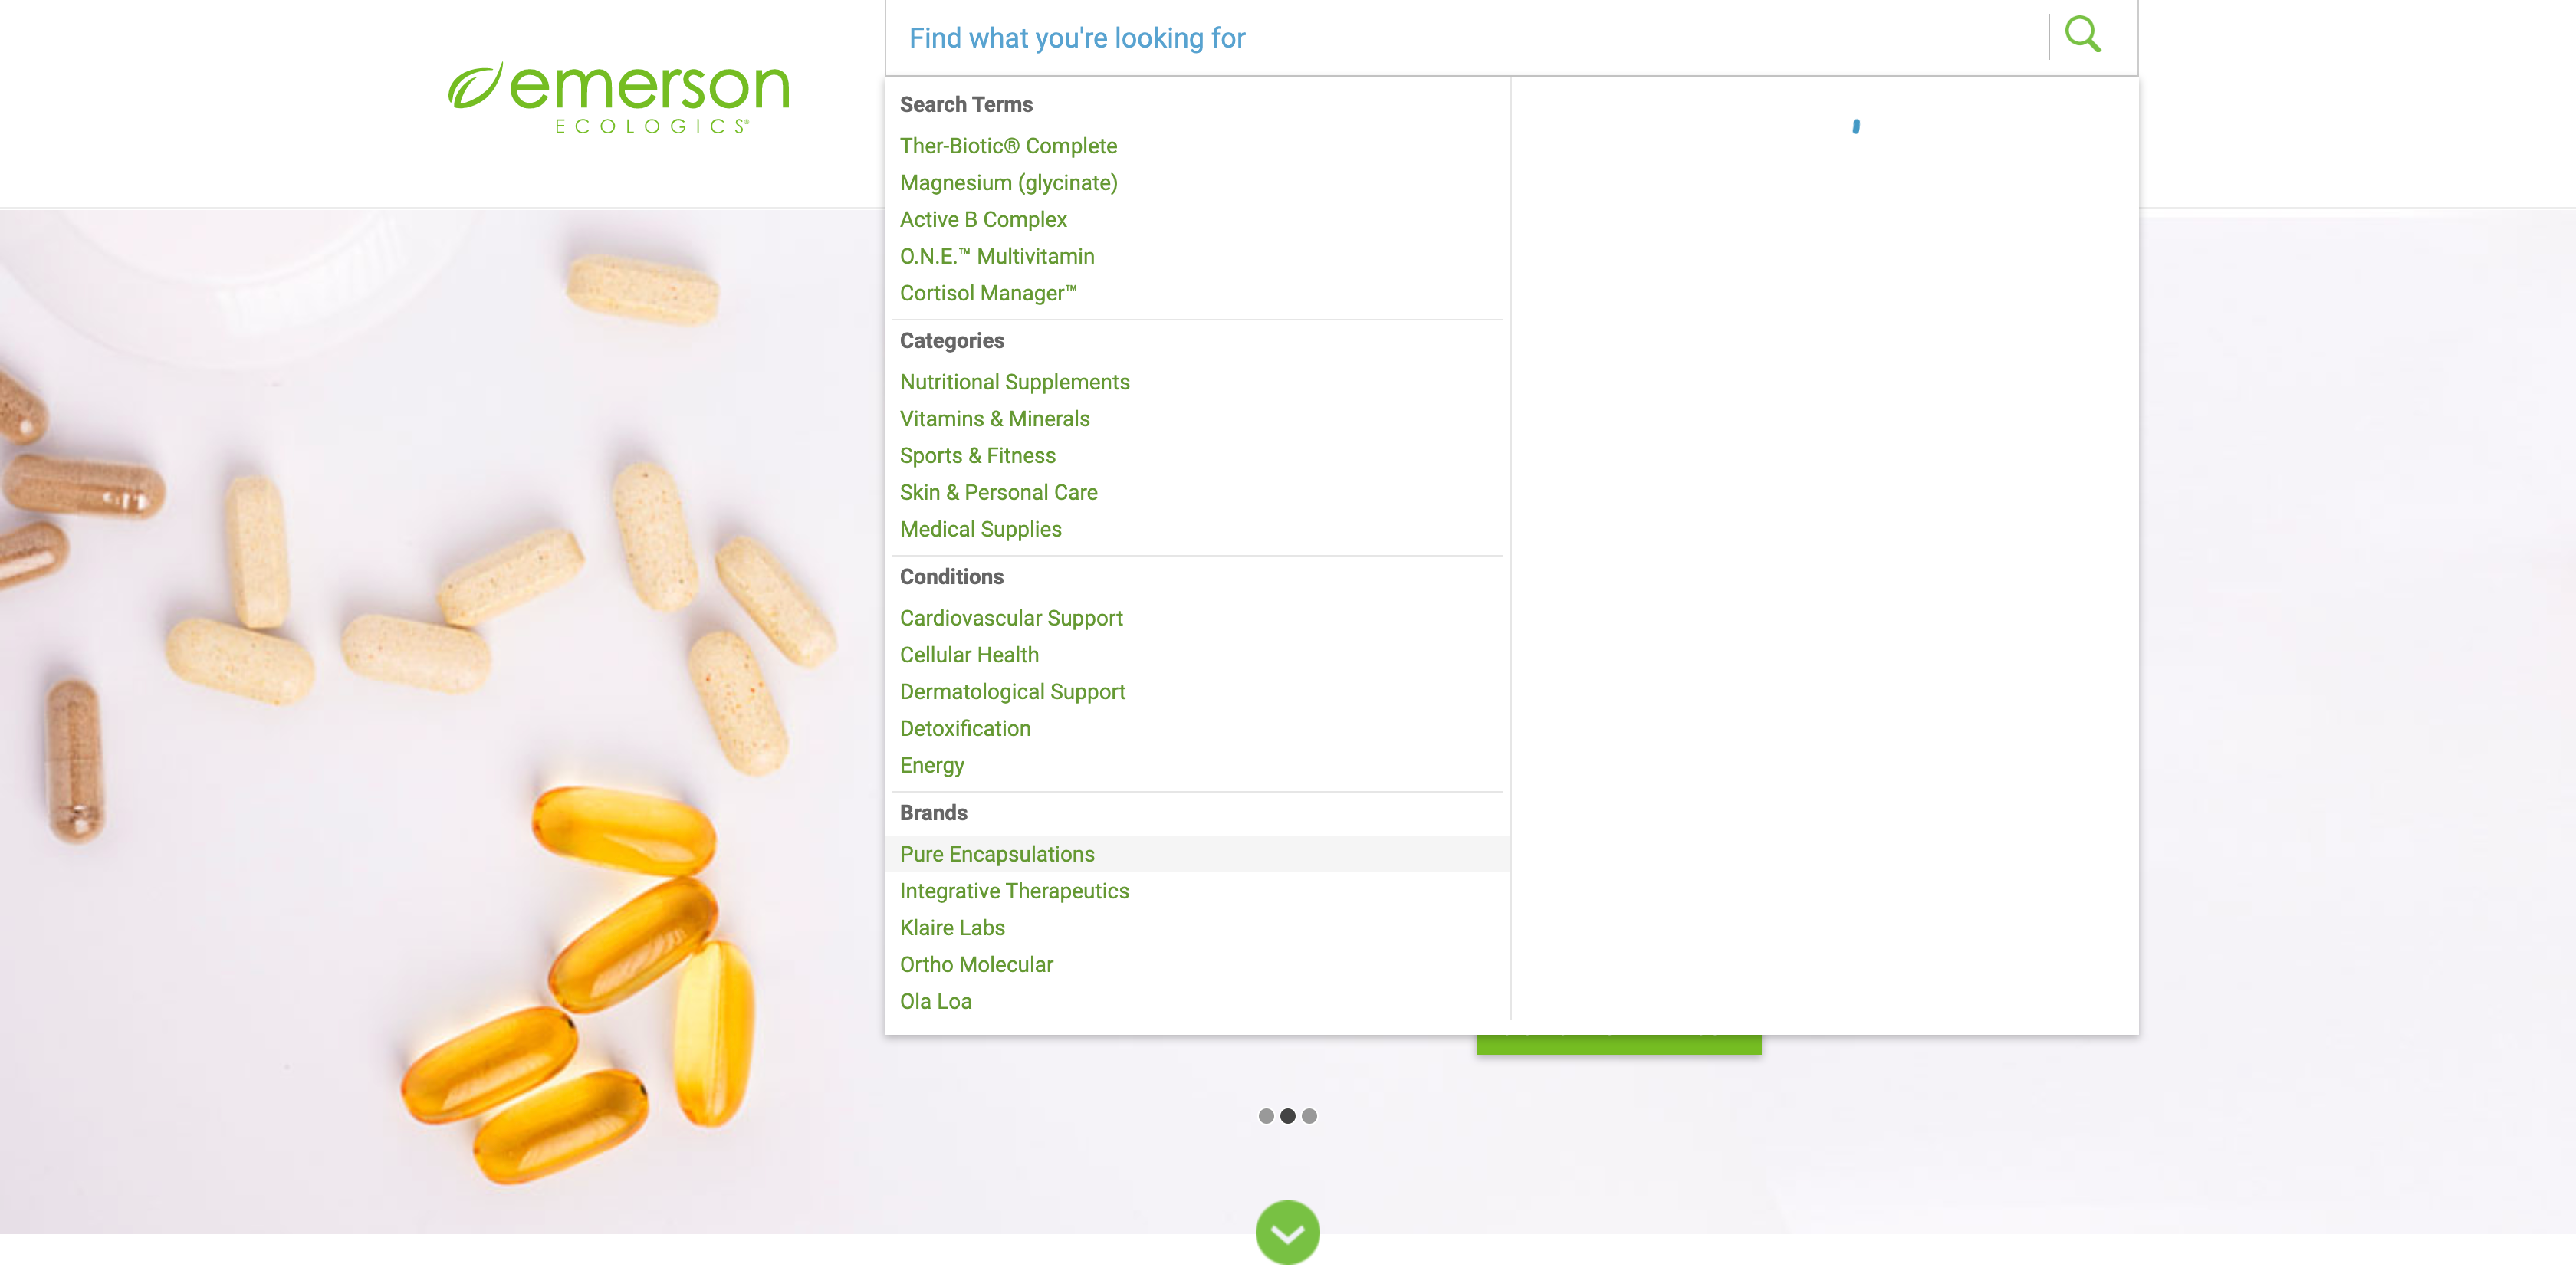 Find what you're looking for
emerson
ECOLOGICS®
Search Terms
Ther-Biotic® Complete
Magnesium (glycinate)
Active B Complex
O.N.E.™ Multivitamin
Cortisol Manager™
Categories
Nutritional Supplements
Vitamins & Minerals
Sports & Fitness
Skin & Personal Care
Medical Supplies
Conditions
Cardiovascular Support
Cellular Health
Dermatological Support
Detoxification
Energy
Brands
Pure Encapsulations
Integrative Therapeutics
Klaire Labs
Ortho Molecular
Ola Loa